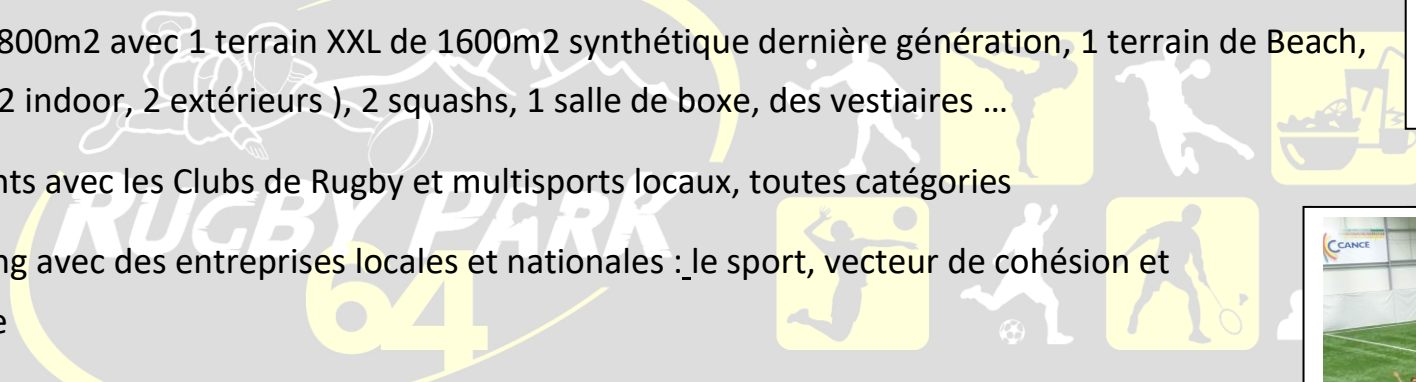 800m2 avec 1 terrain XXL de 1600m2 synthétique dernière génération, 1 terrain de Beach,
2 indoor, 2 extérieurs ), 2 squashs, 1 salle de boxe, des vestiaires …
nts avec les Clubs de Rugby et multisports locaux, toutes catégories
RUGBY PARK
ng avec des entreprises locales et nationales : le sport, vecteur de cohésion et
CANCE
e
64